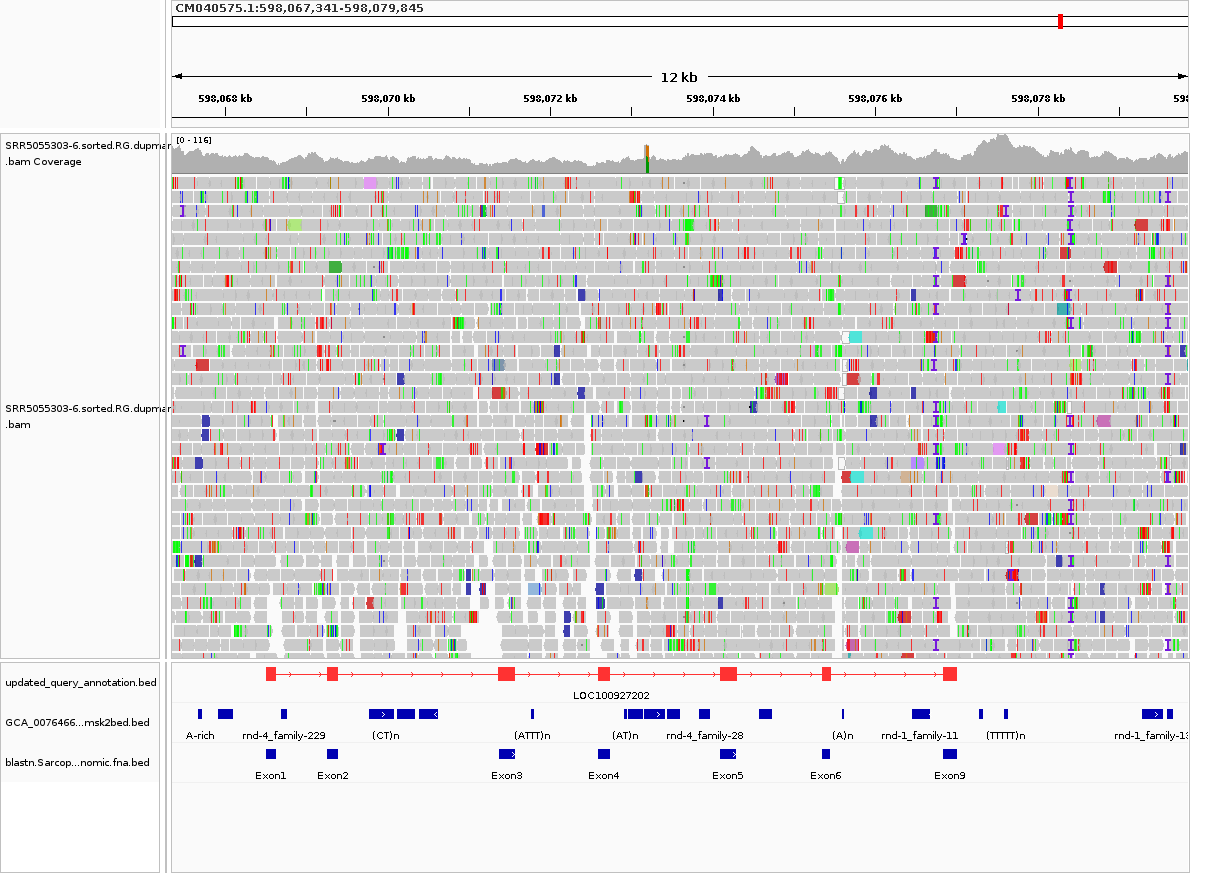 CM040575.1:598,067,341-598,079,845
12 kb
598,068 kb 598,070 kb 598,072 kb 598,074 kb 598,076 kb 598,078 kb 598
[0 - 116]
SRR5055303-6.sorted.RG.dupmar
.bam Coverage
SRR5055303-6.sorted.RG.dupmar
.bam
updated_query_annotation.bed
LOC100927202
GCA_0076466...msk2bed.bed
A-rich rnd-4_family-229 (CT)n (ATTT)n (AT)n rnd-4_family-28 (A)n rnd-1_family-11 (TTTTT)n rnd-1_family-13
blastn.Sarcop...nomic.fna.bed
Exon1 Exon2 Exon3 Exon4 Exon5 Exon6 Exon9